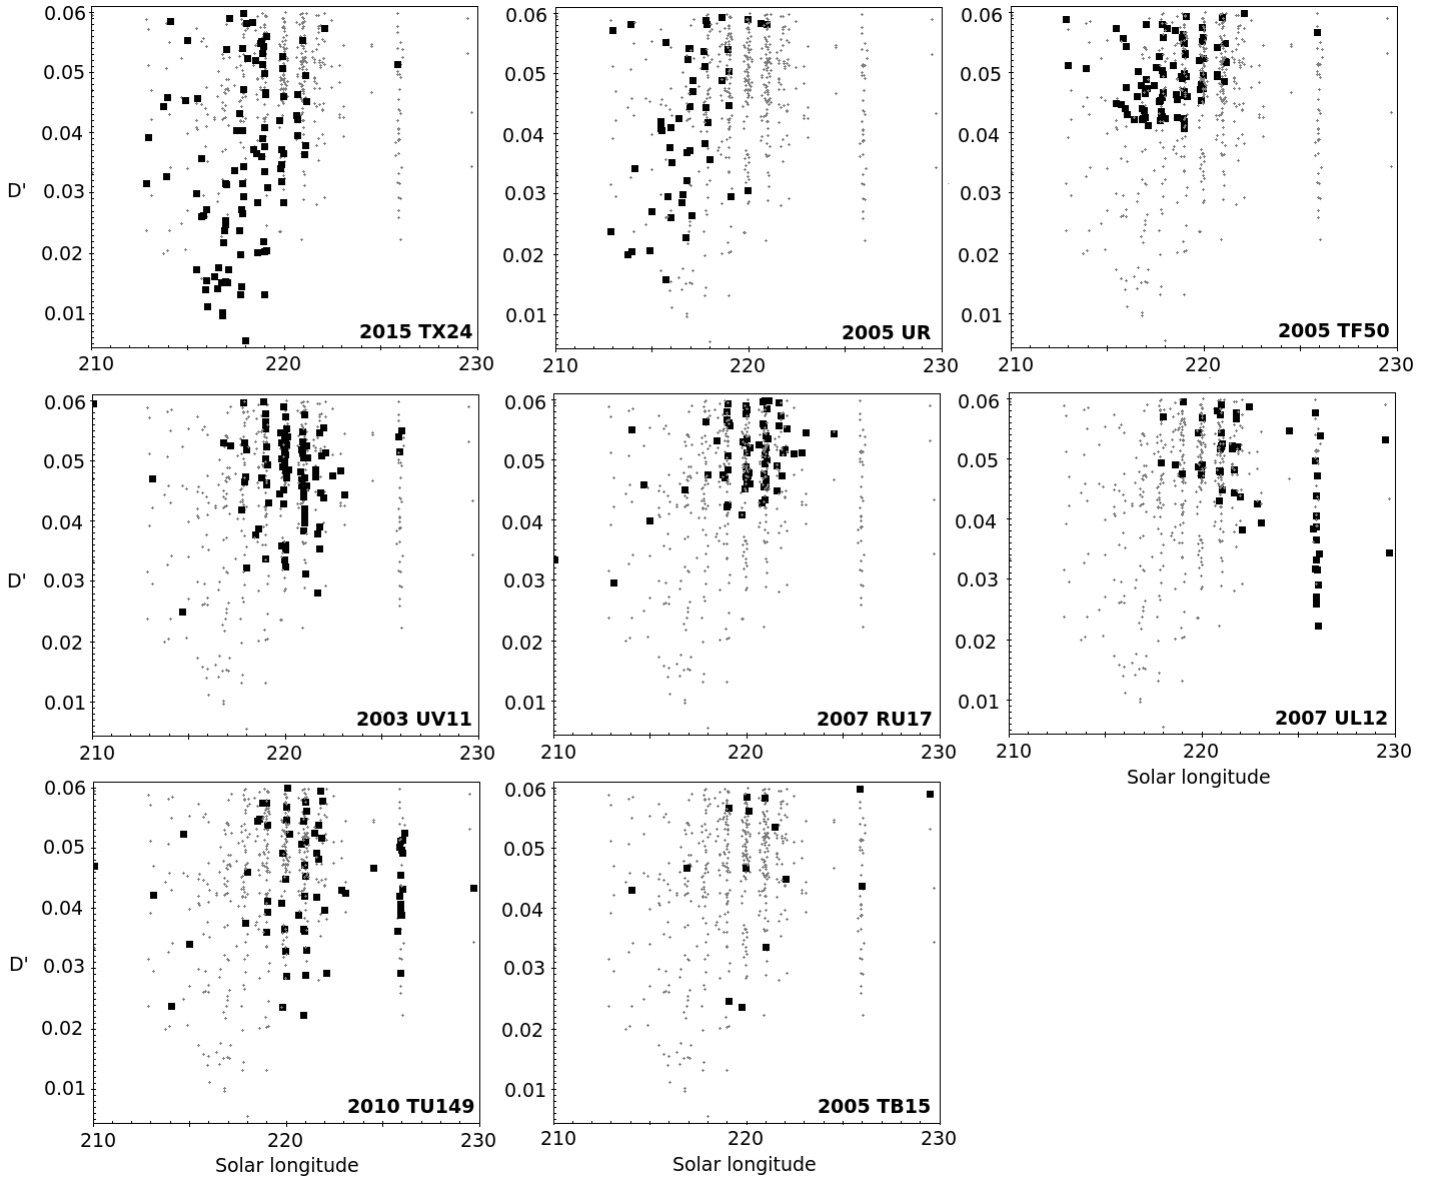 0.06 0.06 0.06
0.05 0.05 0.05
0.04 0.04 0.04
D' 0.03 0.03 0.03
0.02 0.02 0.02
0.01 0.01 0.01
2015 TX24 2005 UR 2005 TF50
210 220 230 210 220 230 210 220 230
0.06 0.06 0.06
0.05 0.05 0.05
0.04 0.04 0.04
D' 0.03 0.03 0.03
0.02 0.02 0.02
0.01 0.01 0.01
2003 UV11 2007 RU17 2007 UL12
210 220 230 210 220 230 210 220 230
Solar longitude
0.06 0.06
0.05 0.05
0.04 0.04
D' 0.03 0.03
0.02 0.02
0.01 0.01
2010 TU149 2005 TB15
210 220 230 210 220 230
Solar longitude Solar longitude